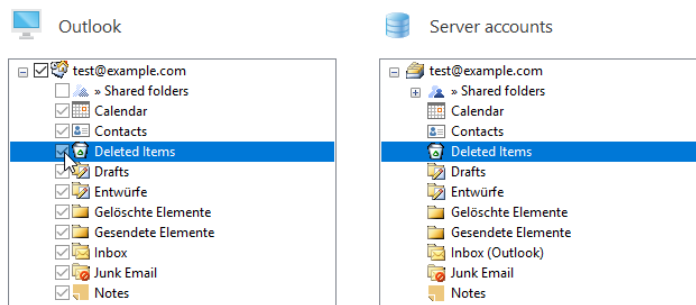 Outlook
test@example.com
» Shared folders
Calendar
Contacts
Deleted Items
Drafts
Entwürfe
Gelöschte Elemente
Gesendete Elemente
Inbox
Junk Email
Notes
Server accounts
test@example.com
» Shared folders
Calendar
Contacts
Deleted Items
Drafts
Entwürfe
Gelöschte Elemente
Gesendete Elemente
Inbox (Outlook)
Junk Email
Notes